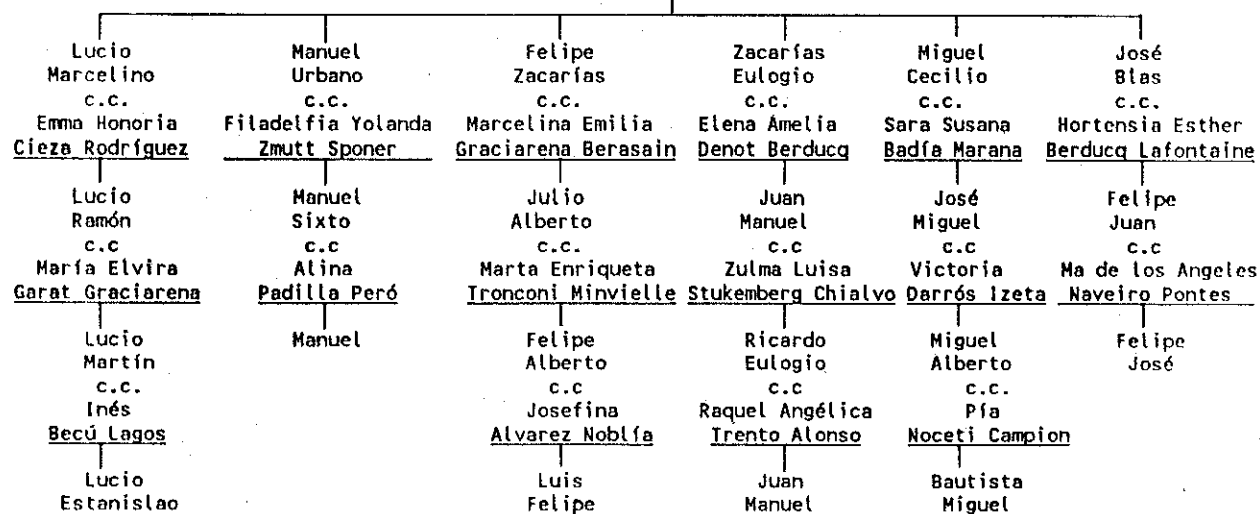 Lucio Manuel Felipe Zacarías Miguel José
Marcelino Urbano Zacarías Eulogio Cecilio Blas
c.c. c.c. c.c. c.c. c.c. c.c.
Emma Honoria Filadelfia Yolanda Marcelina Emilia Elena Amelia Sara Susana Hortensia Esther
Cieza Rodríguez Zmutt Sponer Graciarena Berasain Denot Berducq Badía Marana Berducq Lafontaine
Lucio Manuel Julio Juan José Felipe
Ramón Sixto Alberto Manuel Miguel Juan
c.c c.c c.c. c.c c.c c.c
María Elvira Alina Marta Enriqueta Zulma Luisa Victoria Ma de los Angeles
Garat Graciarena Padilla Peró Tronconi Minvielle Stukemberg Chialvo Darrós Izeta Naveiro Pontes
Lucio Manuel Felipe Ricardo Miguel Felipe
Martín Alberto Eulogio Alberto José
c.c. c.c c.c c.c.
Inés Josefina Raquel Angélica Pía
Becú Lagos Alvarez Noblía Trento Alonso Noceti Campion
Lucio Luis Juan Bautista
Estanislao Felipe Manuel Miguel